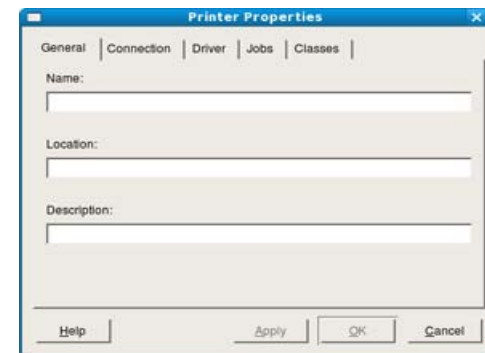 Printer Properties
General Connection Driver Jobs Classes
Name:
Location:
Description:
Help Apply OK Cancel